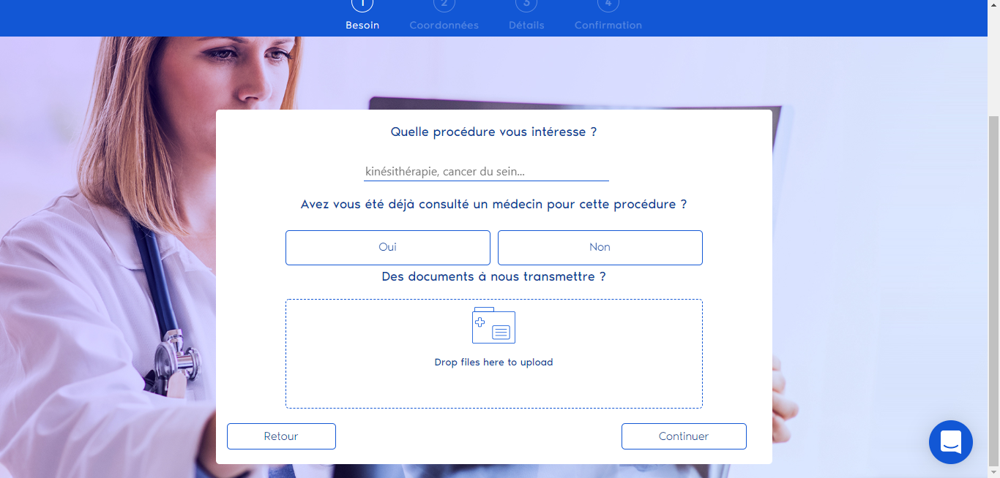 1 2 3 4
Besoin Coordonnées Détails Confirmation
Quelle procédure vous intéresse ?
kinésithérapie, cancer du sein...
Avez vous été déjà consulté un médecin pour cette procédure ?
Oui Non
Des documents à nous transmettre ?
Drop files here to upload
Retour Continuer